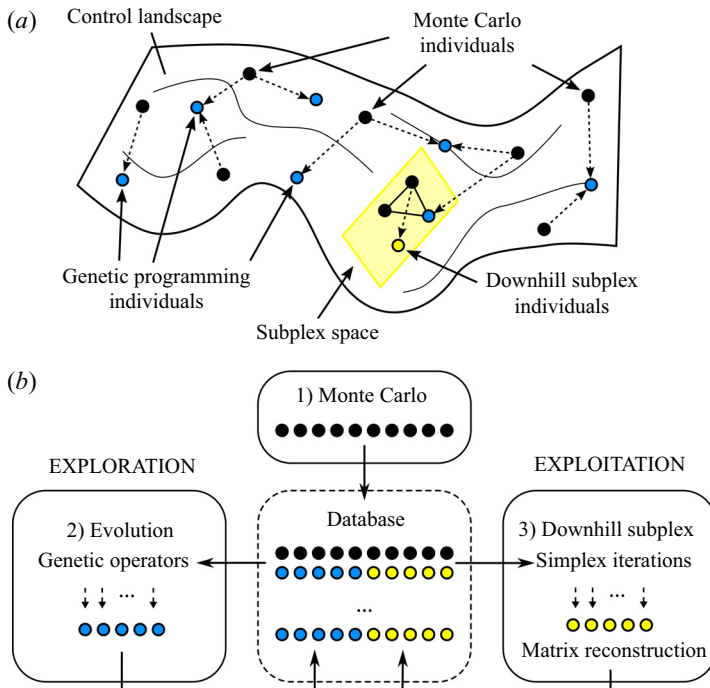 (a)
Control landscape
Monte Carlo
individuals
Genetic programming
individuals
Downhill subplex
individuals
Subplex space
(b)
1) Monte Carlo
EXPLORATION
EXPLOITATION
2) Evolution
Genetic operators
...
Database
...
3) Downhill subplex
Simplex iterations
...
Matrix reconstruction